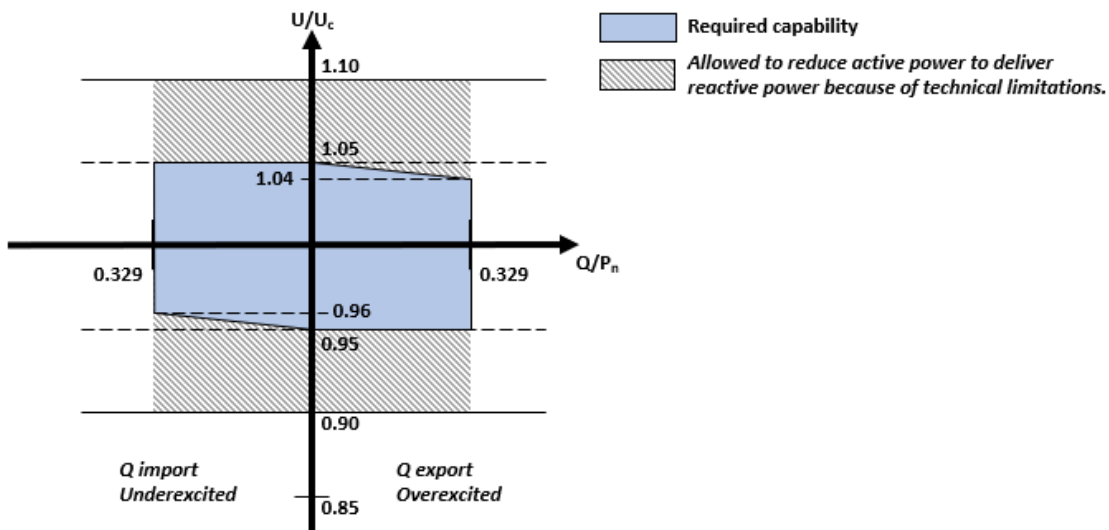 U/Uc
1.10
1.05
1.04
0.329
0.329
Q/Pn
0.96
0.95
0.90
Q import
Underexcited
Q export
Overexcited
0.85
Required capability
Allowed to reduce active power to deliver
reactive power because of technical limitations.